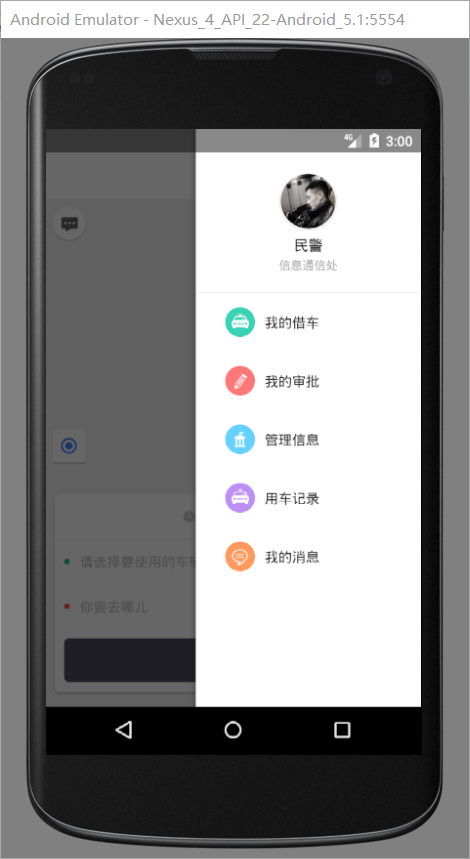 Android Emulator - Nexus_4_API_22-Android_5.1:5554
4G 3:00
民警
信息通信处
我的借车
我的审批
管理信息
用车记录
我的消息
请选择要使用的车辆
你要去哪儿